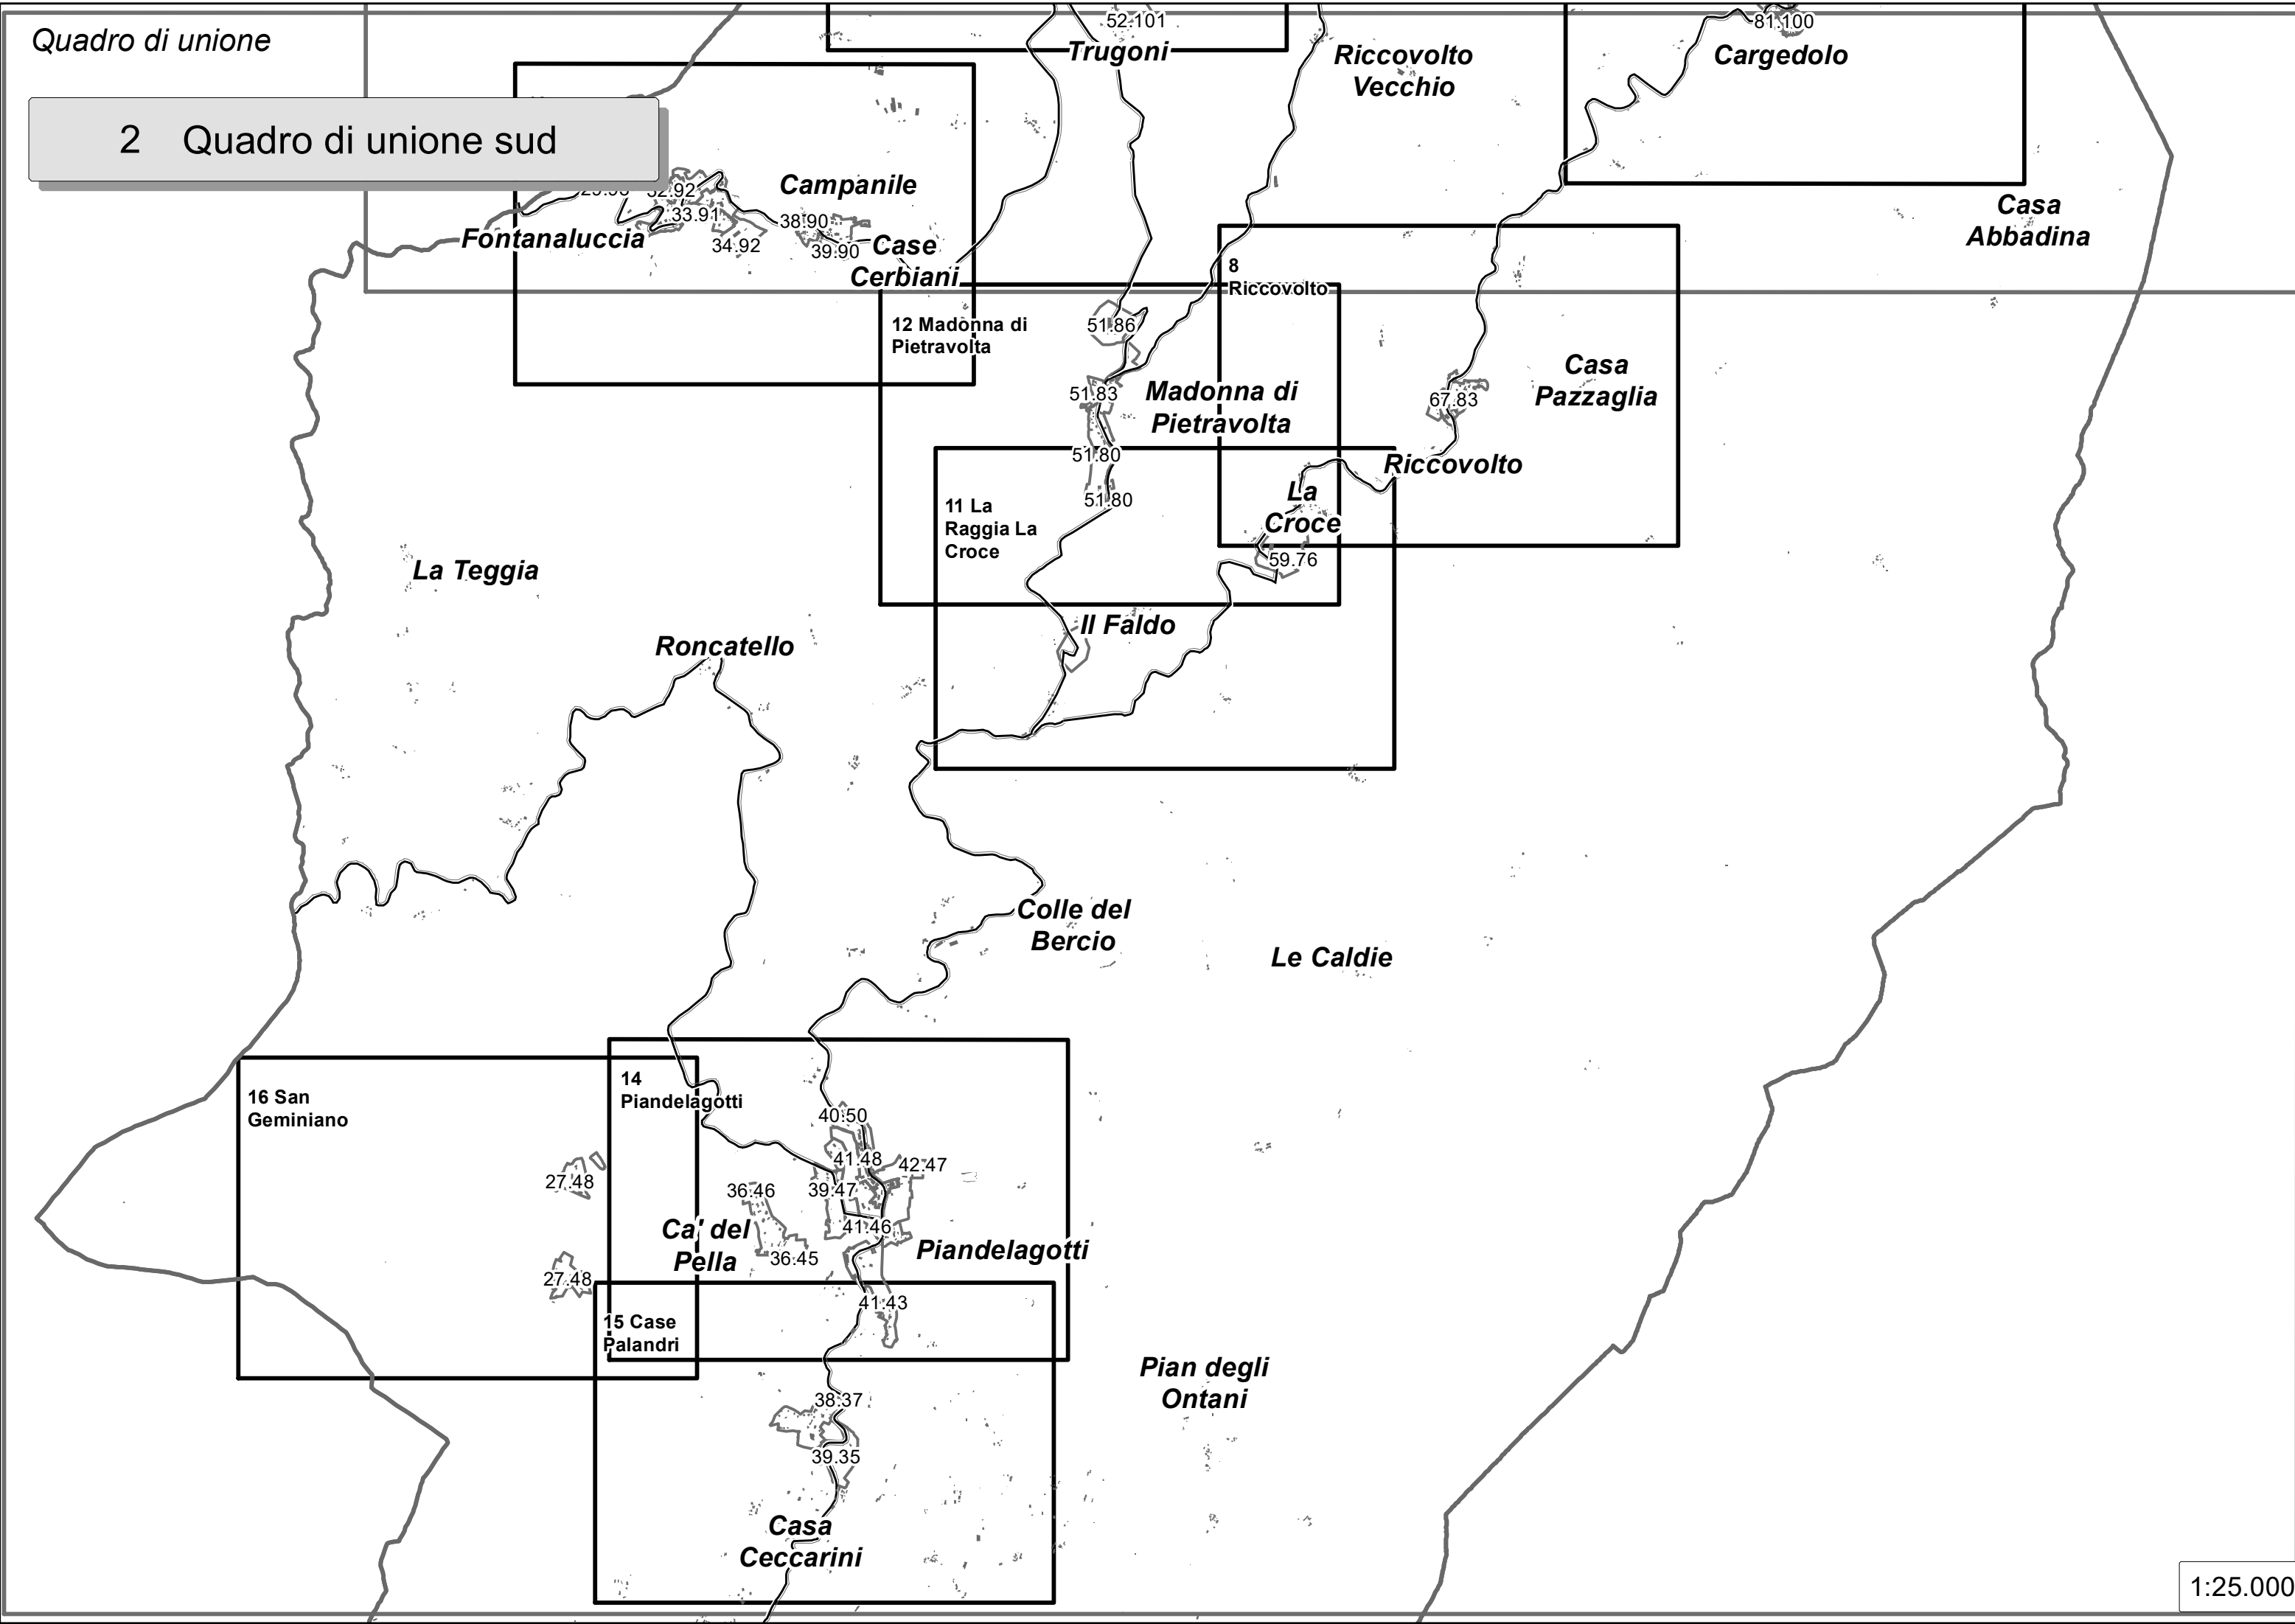 Quadro di unione
2 Quadro di unione sud
52.101
Trugoni
Riccovolto
Vecchio
81.100
Cargedolo
32.92
33.91
34.92
Campanile
38.90
39.90
Fontanaluccia
Case
Cerbiani
Casa
Abbadina
8
Riccovolto
12 Madonna di
Pietravolta
51.86
51.83
Madonna di
Pietravolta
Casa
Pazzaglia
67.83
51.80
51.80
Riccovolto
La
Croce
11 La
Raggia La
Croce
59.76
La Teggia
Il Faldo
Roncatello
Colle del
Bercio
Le Caldie
16 San
Geminiano
14
Piandelagotti
40.50
41.48
42.47
27.48
36.46
39.47
41.46
Ca' del
Pella
36.45
Piandelagotti
27.48
41.43
15 Case
Palandri
Pian degli
Ontani
38.37
39.35
Casa
Ceccarini
1:25.000